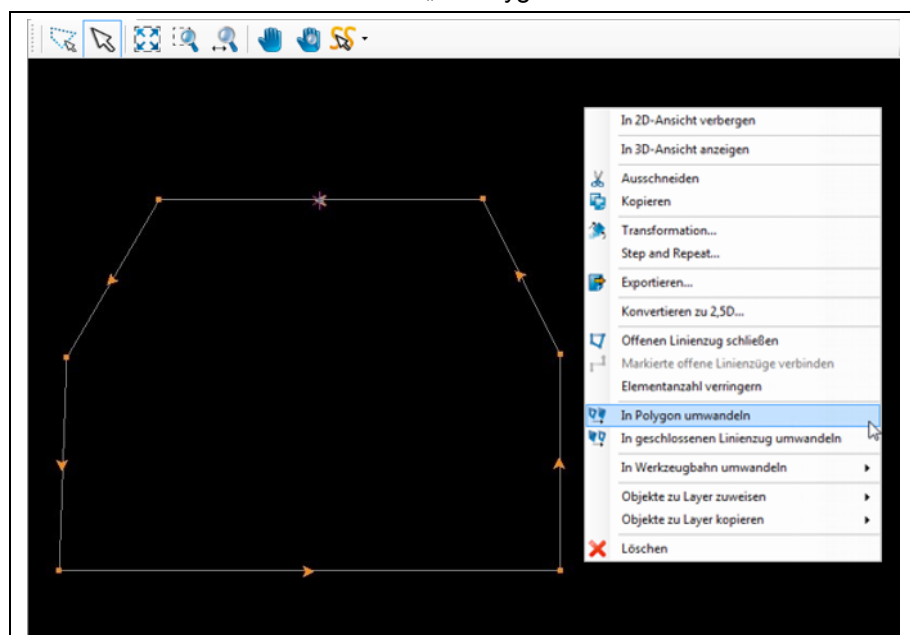 In 2D-Ansicht verbergen
In 3D-Ansicht anzeigen
Ausschneiden
Kopieren
Transformation...
Step and Repeat...
Exportieren...
Konvertieren zu 2,5D...
Offenen Linienzug schließen
Markierte offene Linienzüge verbinden
Elementanzahl verringern
In Polygon umwandeln
In geschlossenen Linienzug umwandeln
In Werkzeugbahn umwandeln
Objekte zu Layer zuweisen
Objekte zu Layer kopieren
Löschen